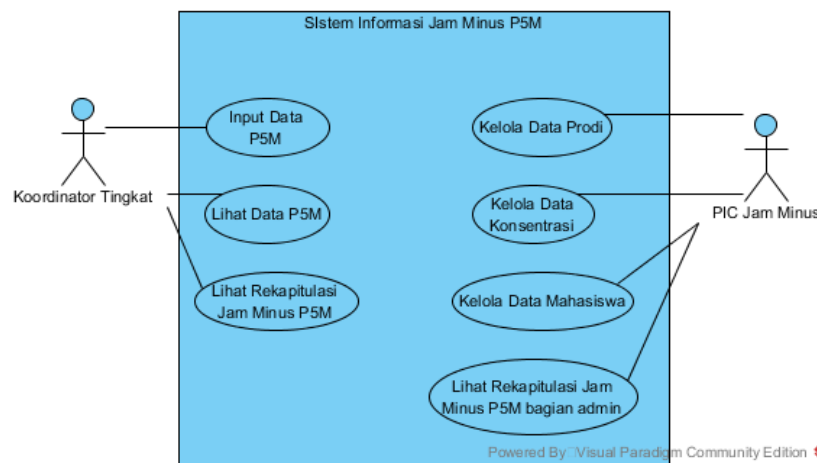 SIstem Informasi Jam Minus P5M
Koordinator Tingkat
Input Data
P5M
Lihat Data P5M
Lihat Rekapitulasi
Jam Minus P5M
Kelola Data Prodi
Kelola Data
Konsentrasi
Kelola Data Mahasiswa
Lihat Rekapitulasi Jam
Minus P5M bagian admin
PIC Jam Minus
Powered By Visual Paradigm Community Edition